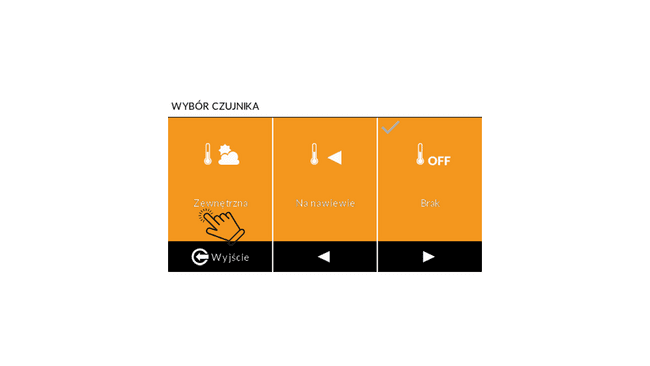 WYBÓR CZUJNIKA
OFF
Zewnętrzna
Na nawiewie
Brak
Wyjście